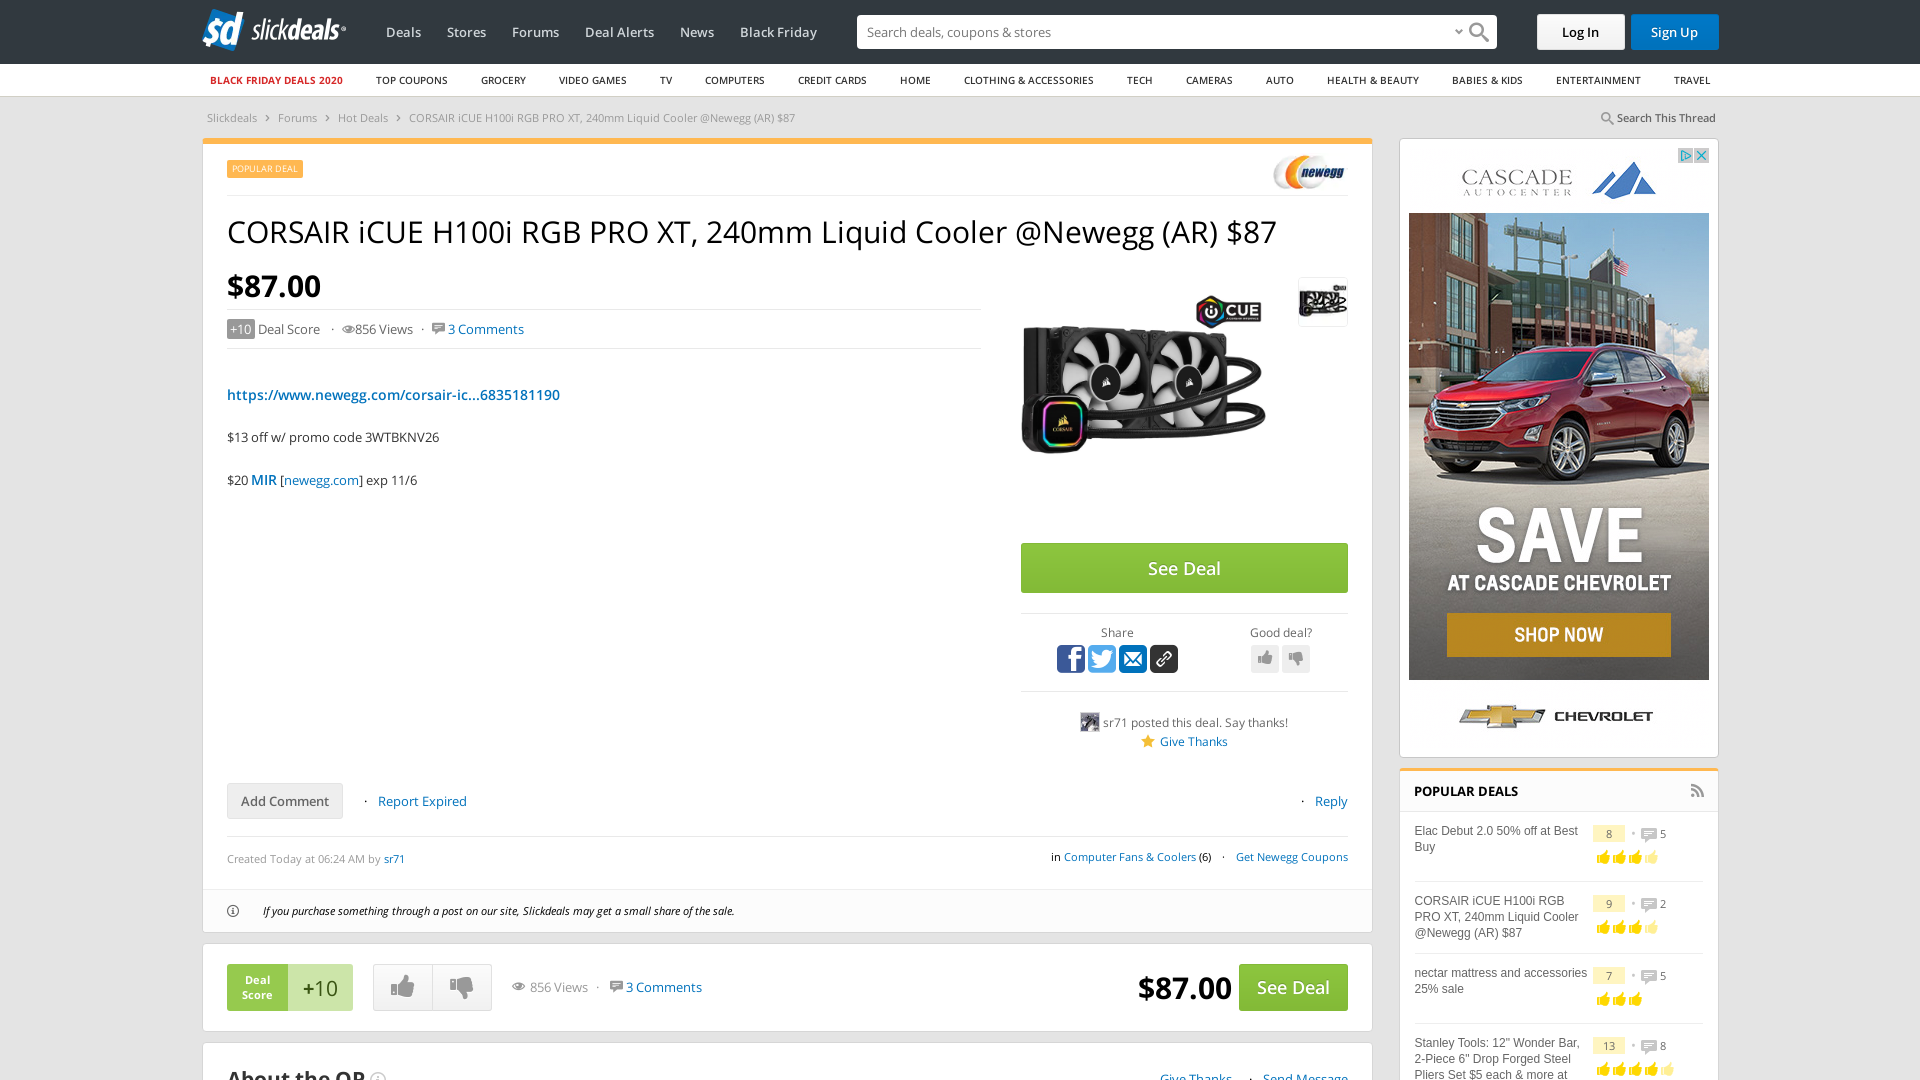 sd slickdeals
Deals Stores Forums Deal Alerts News Black Friday
Search deals, coupons & stores
Log In
Sign Up
BLACK FRIDAY DEALS 2020 TOP COUPONS GROCERY VIDEO GAMES TV COMPUTERS CREDIT CARDS HOME CLOTHING & ACCESSORIES TECH CAMERAS AUTO HEALTH & BEAUTY BABIES & KIDS ENTERTAINMENT TRAVEL
Slickdeals › Forums › Hot Deals › CORSAIR iCUE H100i RGB PRO XT, 240mm Liquid Cooler @Newegg (AR) $87
Search This Thread
POPULAR DEAL
newegg
CORSAIR iCUE H100i RGB PRO XT, 240mm Liquid Cooler @Newegg (AR) $87
$87.00
+10 Deal Score · 856 Views · 3 Comments
https://www.newegg.com/corsair-ic...6835181190
$13 off w/ promo code 3WTBKNV26
$20 MIR [newegg.com] exp 11/6
iCUE
CORSAIR
See Deal
Share
Good deal?
sr71 posted this deal. Say thanks!
Give Thanks
Add Comment · Report Expired
· Reply
Created Today at 06:24 AM by sr71
in Computer Fans & Coolers (6) · Get Newegg Coupons
If you purchase something through a post on our site, Slickdeals may get a small share of the sale.
Deal
Score
+10
856 Views · 3 Comments
$87.00
See Deal
About the OP
Give Thanks · Send Message
CASCADE
AUTOCENTER
SAVE
AT CASCADE CHEVROLET
SHOP NOW
CHEVROLET
POPULAR DEALS
Elac Debut 2.0 50% off at Best
Buy
8 • 5
CORSAIR iCUE H100i RGB
PRO XT, 240mm Liquid Cooler
@Newegg (AR) $87
9 • 2
nectar mattress and accessories
25% sale
7 • 5
Stanley Tools: 12" Wonder Bar,
2-Piece 6" Drop Forged Steel
Pliers Set $5 each & more at
13 • 8